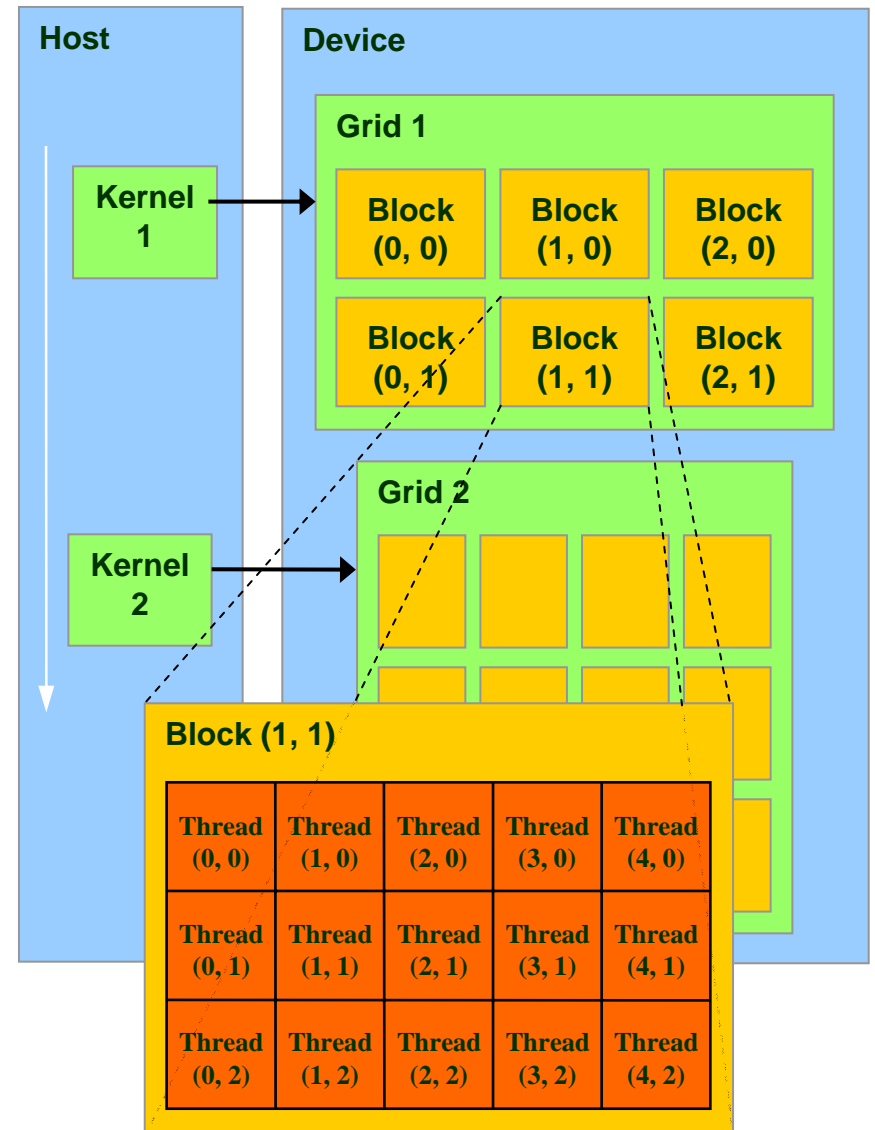 Host
Device
Grid 1
Kernel
1
Block
(0, 0)
Block
(1, 0)
Block
(2, 0)
Block
(0, 1)
Block
(1, 1)
Block
(2, 1)
Grid 2
Kernel
2
Block (1, 1)
Thread
(0, 0)
Thread
(1, 0)
Thread
(2, 0)
Thread
(3, 0)
Thread
(4, 0)
Thread
(0, 1)
Thread
(1, 1)
Thread
(2, 1)
Thread
(3, 1)
Thread
(4, 1)
Thread
(0, 2)
Thread
(1, 2)
Thread
(2, 2)
Thread
(3, 2)
Thread
(4, 2)